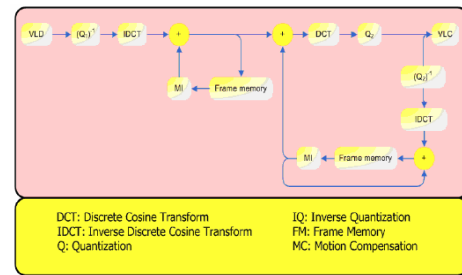 VLD
(Q₁)⁻¹
IDCT
+
+
DCT
Q₂
VLC
MI
Frame memory
(Q₂)⁻¹
IDCT
MI
Frame memory
+
DCT: Discrete Cosine Transform
IDCT: Inverse Discrete Cosine Transform
Q: Quantization
IQ: Inverse Quantization
FM: Frame Memory
MC: Motion Compensation